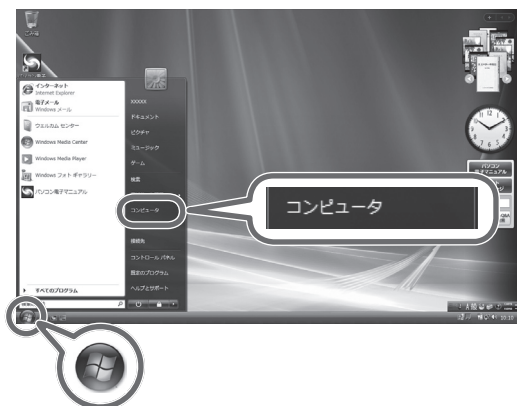 ごみ箱
インターネット
Internet Explorer
電子メール
Windows メール
ウェルカム センター
Windows Media Center
Windows Media Player
Windows フォト ギャラリー
パソコン電子マニュアル
すべてのプログラム
XXXXX
ドキュメント
ピクチャ
ミュージック
ゲーム
検索
コンピュータ
接続先
コントロール パネル
既定のプログラム
ヘルプとサポート
コンピュータ
パソコン
電子マニュアル
10:10